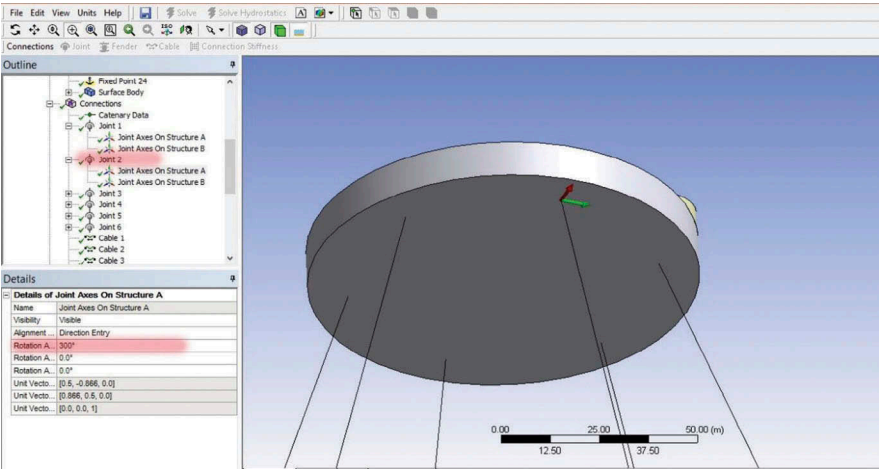 File Edit View Units Help Solve Solve Hydrostatics A
ISO
Connections Joint Fender Cable Connection Stiffness
Outline
Fixed Point 24
Surface Body
Connections
Catenary Data
Joint 1
Joint Axes On Structure A
Joint Axes On Structure B
Joint 2
Joint Axes On Structure A
Joint Axes On Structure B
Joint 3
Joint 4
Joint 5
Joint 6
Cable 1
Cable 2
Cable 3
Details
Details of Joint Axes On Structure A
Name Joint Axes On Structure A
Visibility Visible
Alignment ... Direction Entry
Rotation A... 300°
Rotation A... 0.0°
Rotation A... 0.0°
Unit Vecto... [0.5, -0.866, 0.0]
Unit Vecto... [0.866, 0.5, 0.0]
Unit Vecto... [0.0, 0.0, 1]
0.00 25.00 50.00 (m)
12.50 37.50